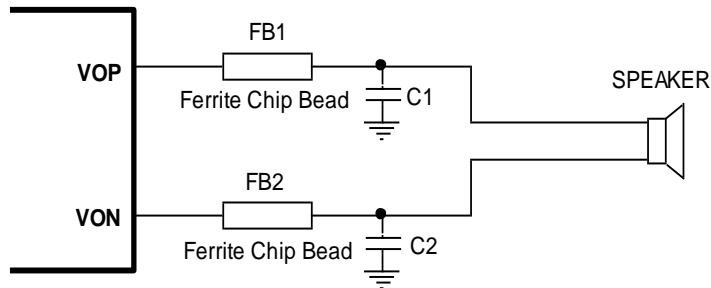 FB1
VOP
SPEAKER
Ferrite Chip Bead
C1
FB2
VON
Ferrite Chip Bead
C2